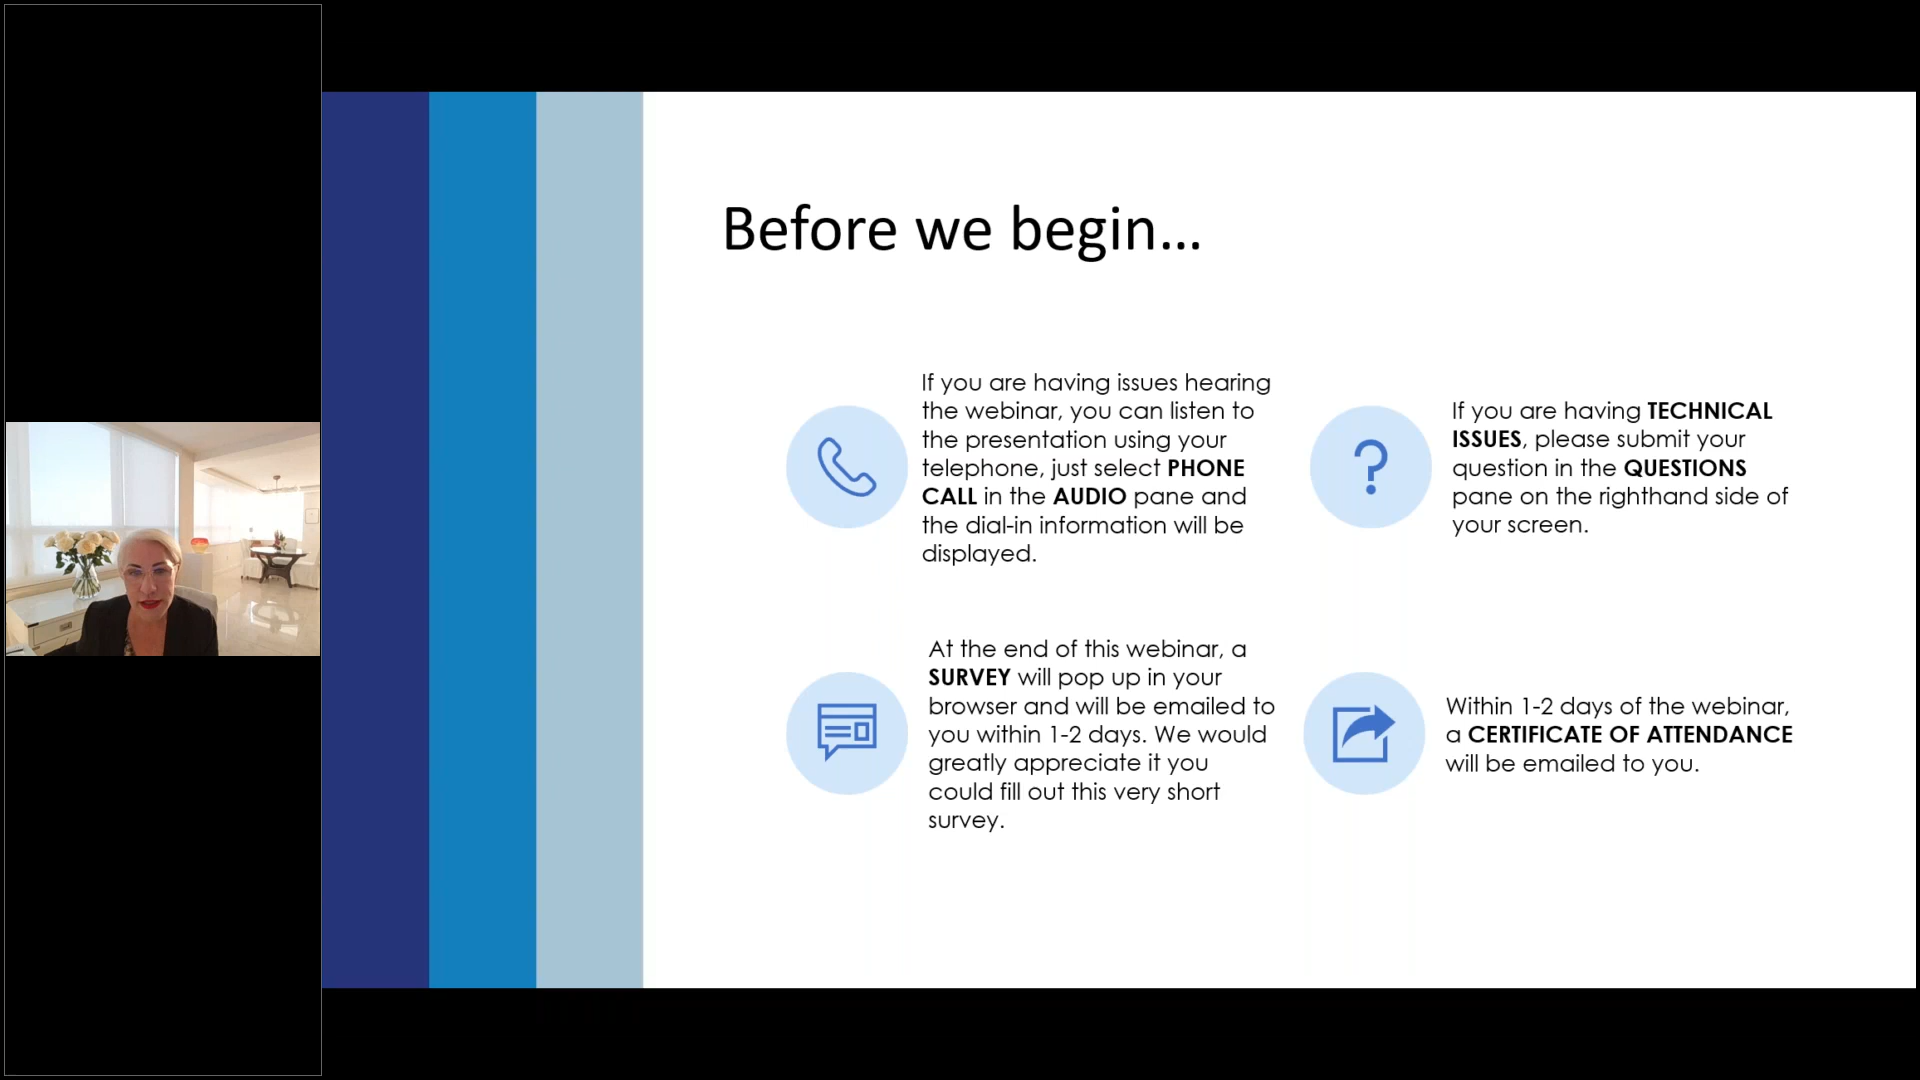 Before we begin...
If you are having issues hearing
the webinar, you can listen to
the presentation using your
telephone, just select PHONE
CALL in the AUDIO pane and
the dial-in information will be
displayed.
If you are having TECHNICAL
ISSUES, please submit your
question in the QUESTIONS
pane on the righthand side of
your screen.
At the end of this webinar, a
SURVEY will pop up in your
browser and will be emailed to
you within 1-2 days. We would
greatly appreciate it you
could fill out this very short
survey.
Within 1-2 days of the webinar,
a CERTIFICATE OF ATTENDANCE
will be emailed to you.